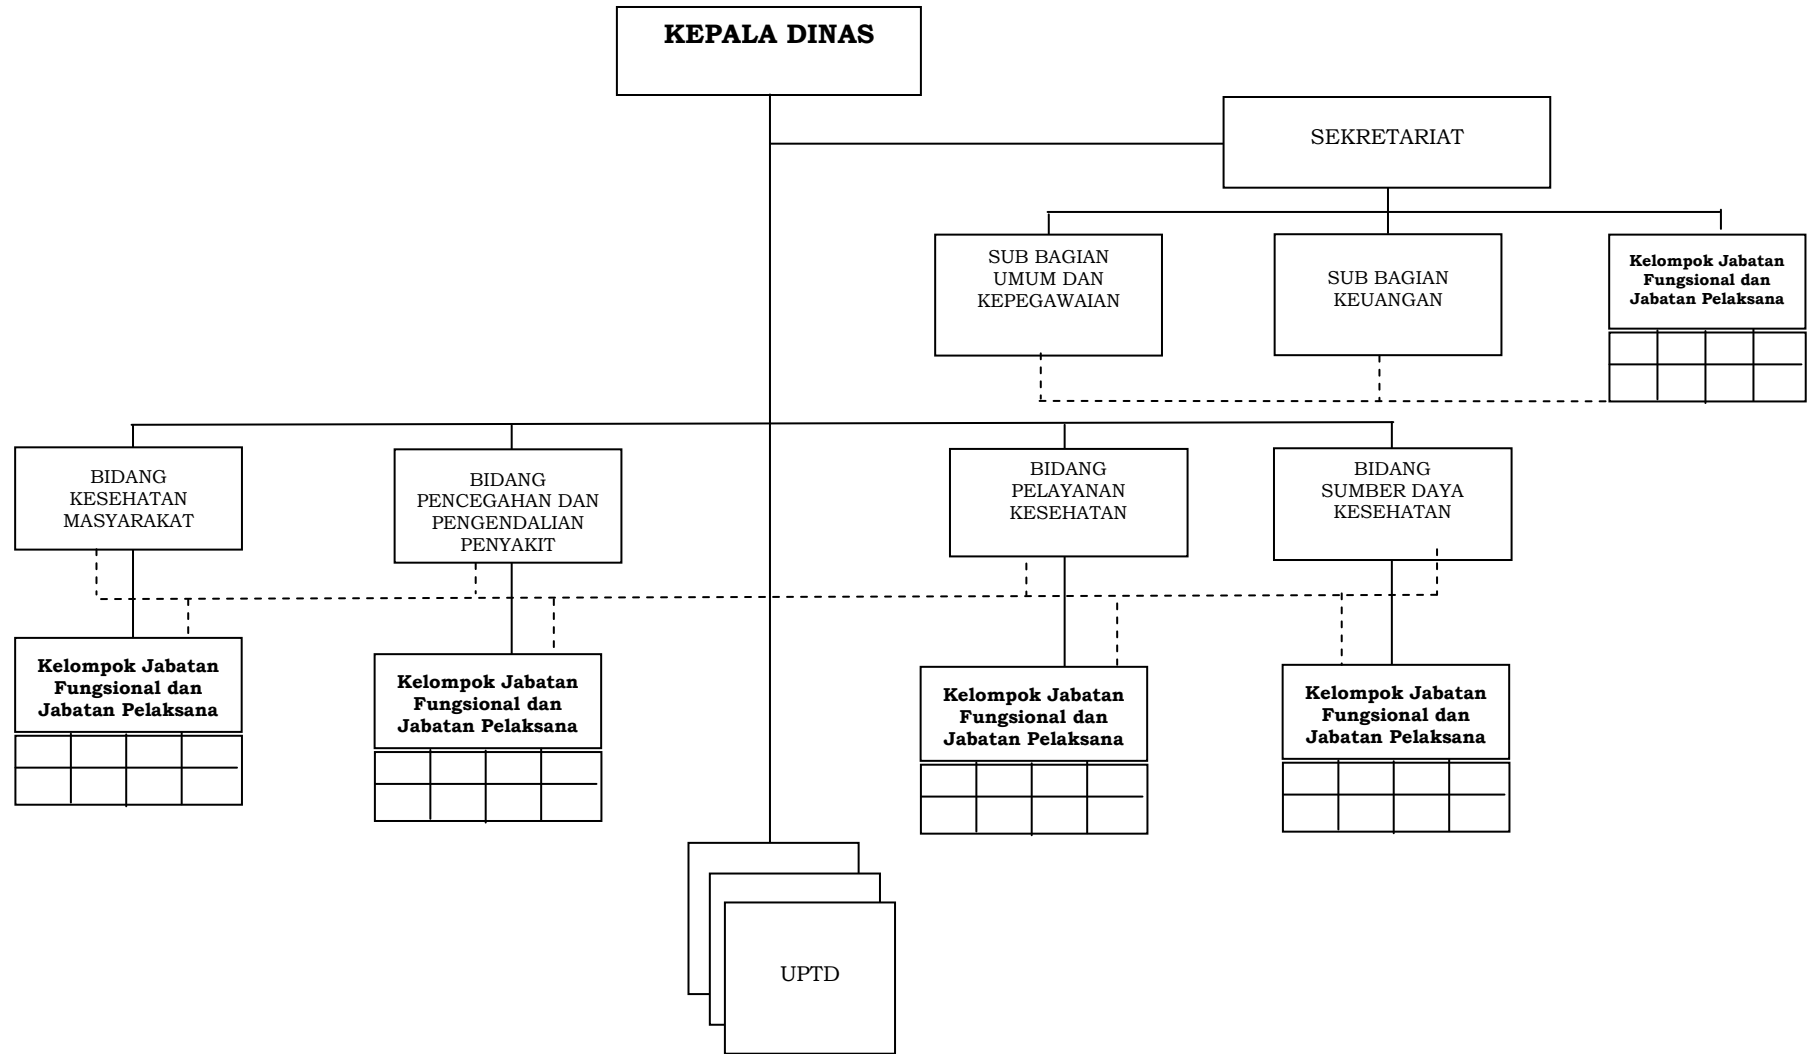 KEPALA DINAS
SEKRETARIAT
SUB BAGIAN
UMUM DAN
KEPEGAWAIAN
SUB BAGIAN
KEUANGAN
Kelompok Jabatan
Fungsional dan
Jabatan Pelaksana
BIDANG
KESEHATAN
MASYARAKAT
BIDANG
PENCEGAHAN DAN
PENGENDALIAN
PENYAKIT
BIDANG
PELAYANAN
KESEHATAN
BIDANG
SUMBER DAYA
KESEHATAN
Kelompok Jabatan
Fungsional dan
Jabatan Pelaksana
Kelompok Jabatan
Fungsional dan
Jabatan Pelaksana
Kelompok Jabatan
Fungsional dan
Jabatan Pelaksana
Kelompok Jabatan
Fungsional dan
Jabatan Pelaksana
UPTD